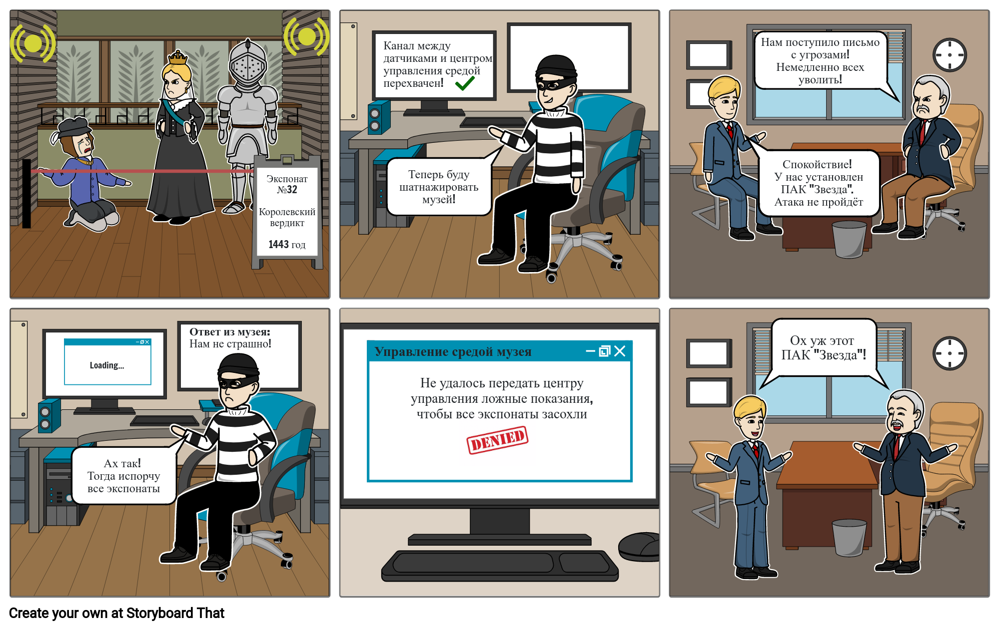 Экспонат
№32
Королевский
вердикт
1443 год
Канал между
датчиками и центром
управления средой
перехвачен!
Теперь буду
шатнажировать
музей!
Нам поступило письмо
с угрозами!
Немедленно всех
уволить!
Спокойствие!
У нас установлен
ПАК "Звезда".
Атака не пройдёт
Loading...
Ответ из музея:
Нам не страшно!
Ах так!
Тогда испорчу
все экспонаты
Управление средой музея
Не удалось передать центру
управления ложные показания,
чтобы все экспонаты засохли
DENIED
Ох уж этот
ПАК "Звезда"!
Create your own at Storyboard That